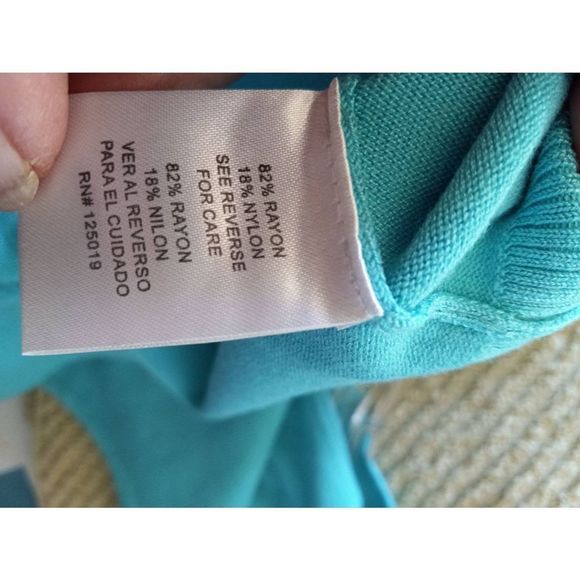 82% RAYON
18% NYLON
SEE REVERSE
FOR CARE
82% RAYON
18% NILON
VER AL REVERSO
PARA EL CUIDADO
RN# 125019